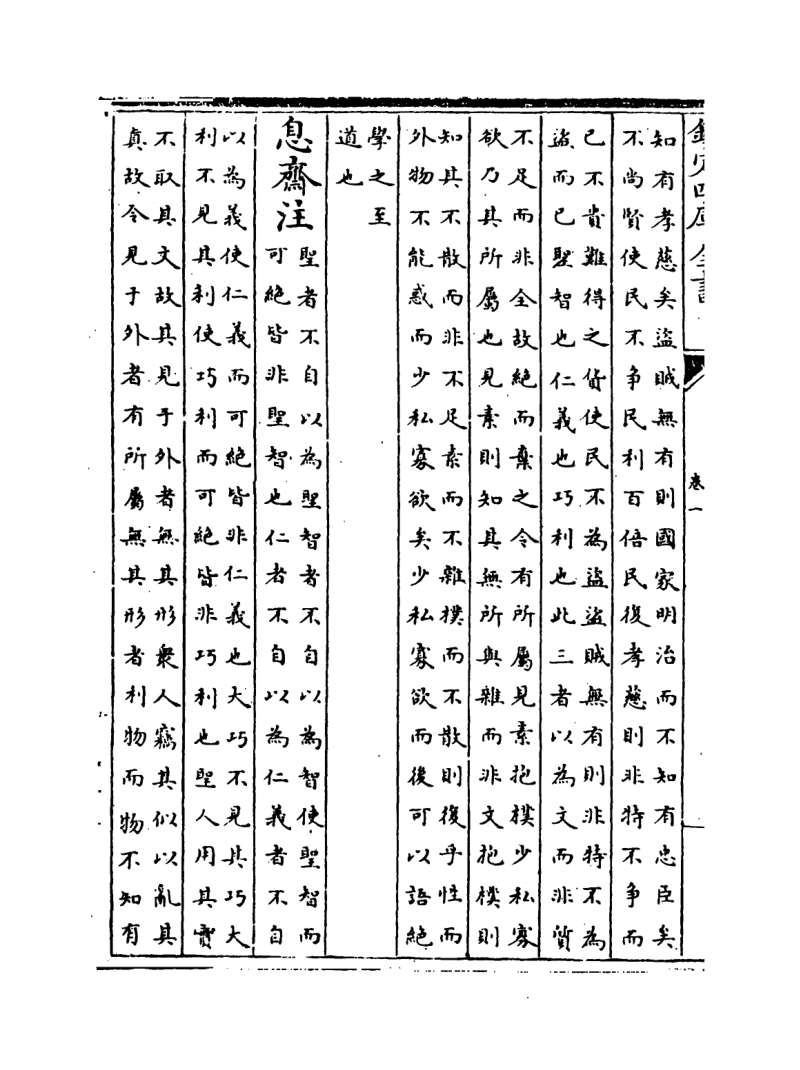 欽定四庫全書
卷一
知有孝慈矣盜賊無有則國家明治而不知有忠臣矣
不尚賢使民不爭民利百倍民復孝慈則非特不爭而
已不貴難得之貨使民不為盜盜賊無有則非特不為
盜而已聖智也仁義也巧利也此三者以為文而非質
不足而非全故絕而棄之令有所屬見素抱樸少私寡
欲乃其所屬也見素則知其無所與雜而非文抱樸則
知其不散而非不足素而不雜樸而不散則復乎性而
外物不能惑而少私寡欲矣少私寡欲而後可以語絕
學之至
道也
息齋注
聖者不自以為聖智者不自以為智使聖智而
可絕皆非聖智也仁者不自以為仁義者不自
以為義使仁義而可絕皆非仁義也大巧不見其巧大
利不見其利使巧利而可絕皆非巧利也聖人用其實
不取其文故其見于外者無其形衆人竊其似以亂其
真故令見于外者有所屬無其形者利物而物不知有